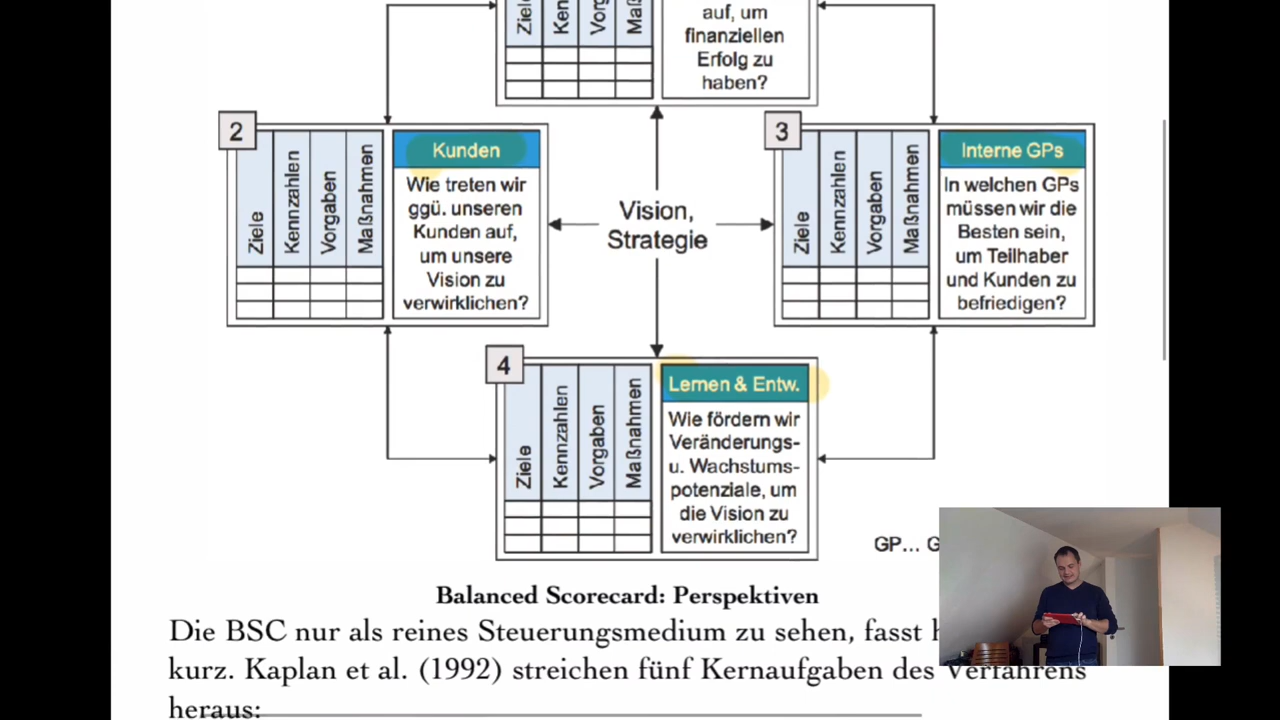 Ziele
auf, um
finanziellen
Erfolg zu
haben?
2
Ziele
Kennzahlen
Vorgaben
Maßnahmen
Kunden
Wie treten wir
ggü. unseren
Kunden auf,
um unsere
Vision zu
verwirklichen?
Vision,
Strategie
3
Ziele
Kennzahlen
Vorgaben
Maßnahmen
Interne GPs
In welchen GPs
müssen wir die
Besten sein,
um Teilhaber
und Kunden zu
befriedigen?
4
Ziele
Kennzahlen
Vorgaben
Maßnahmen
Lernen & Entw.
Wie fördern wir
Veränderungs-
u. Wachstums-
potenziale, um
die Vision zu
verwirklichen?
GP...
Balanced Scorecard: Perspektiven
Die BSC nur als reines Steuerungsmedium zu sehen, fasst
kurz. Kaplan et al. (1992) streichen fünf Kernaufgaben des Verfahrens
heraus: